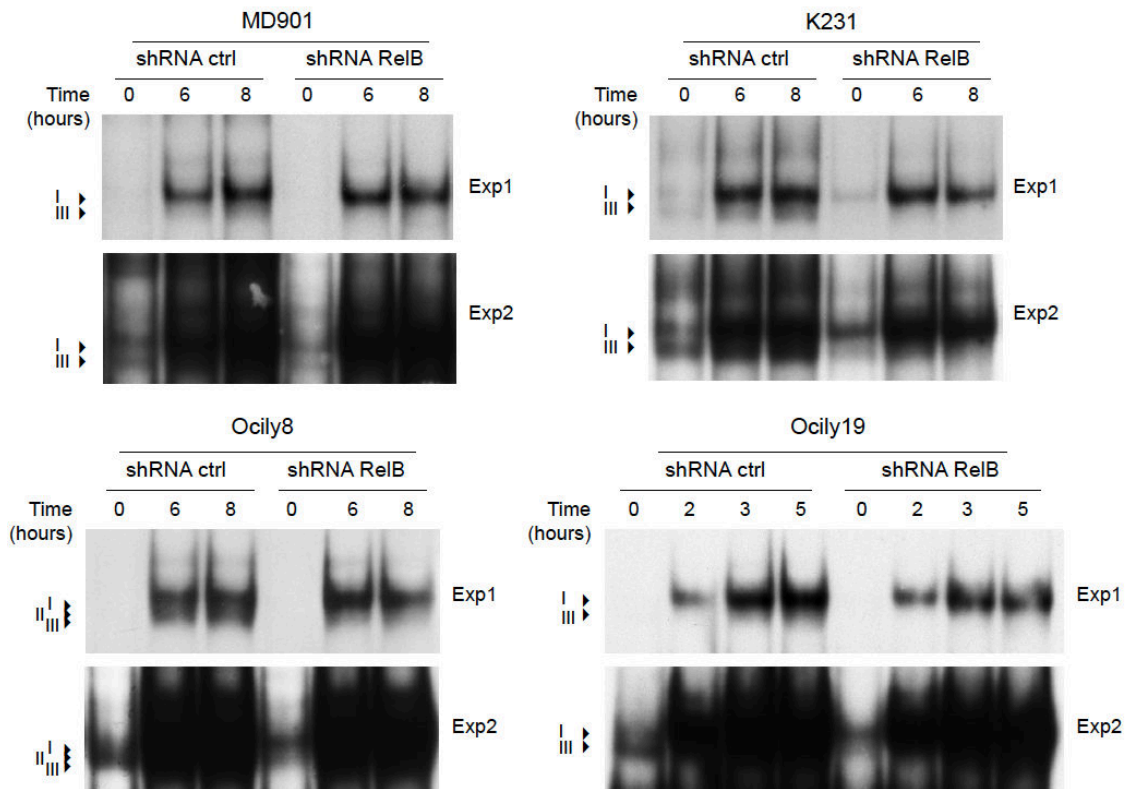 MD901
shRNA ctrl shRNA RelB
Time (hours) 0 6 8 0 6 8
I
III
Exp1
I
III
Exp2
K231
shRNA ctrl shRNA RelB
Time (hours) 0 6 8 0 6 8
I
III
Exp1
I
III
Exp2
Ocily8
shRNA ctrl shRNA RelB
Time (hours) 0 6 8 0 6 8
I
II
III
Exp1
I
II
III
Exp2
Ocily19
shRNA ctrl shRNA RelB
Time (hours) 0 2 3 5 0 2 3 5
I
III
Exp1
I
III
Exp2